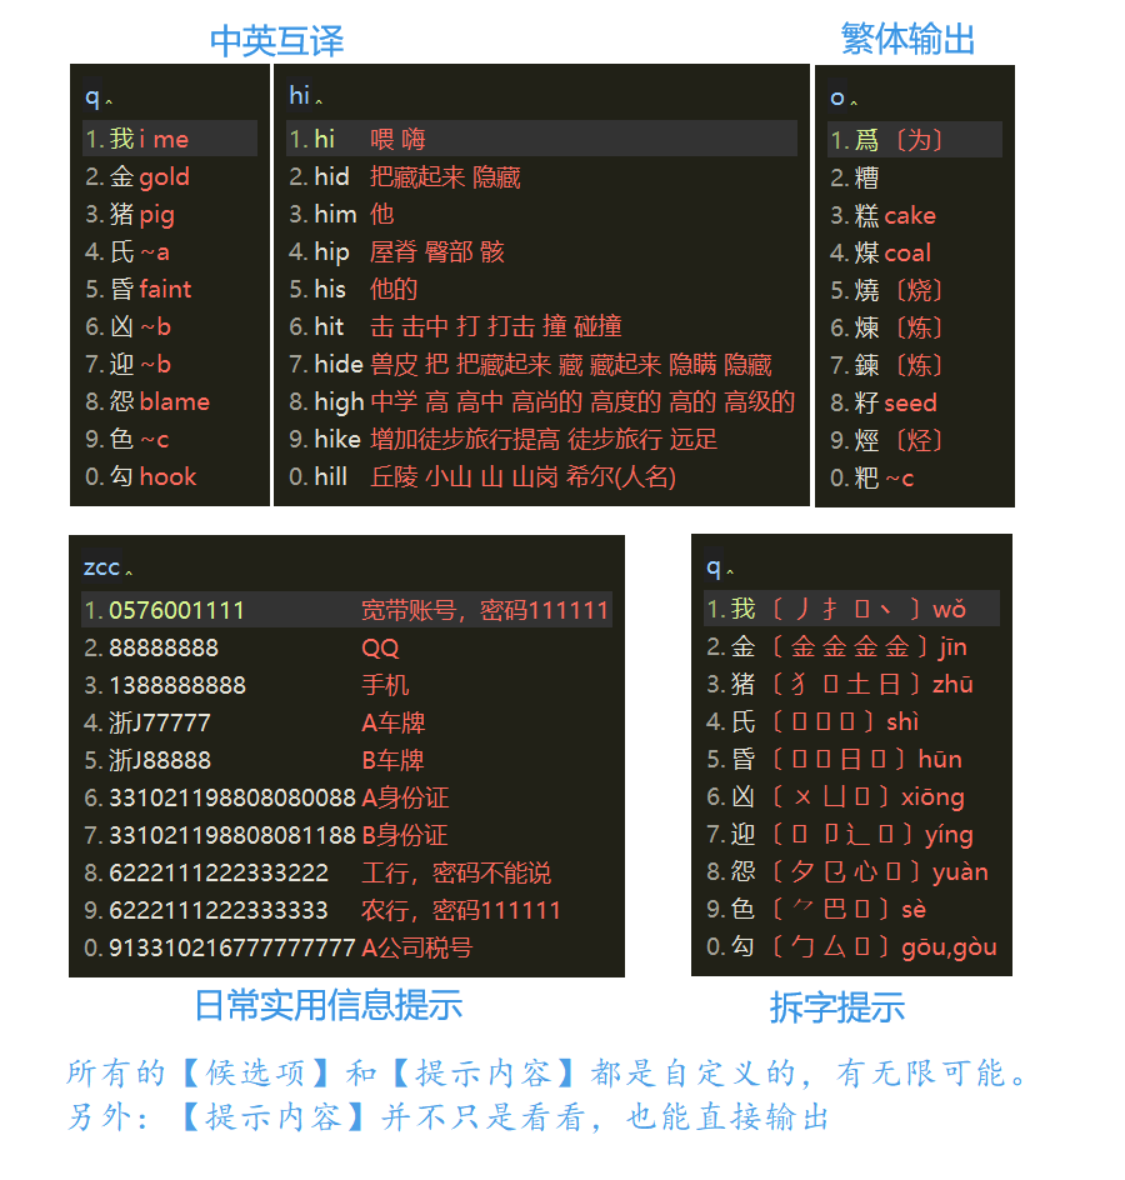 中英互译
繁体输出
q
1. 我 i me
2. 金 gold
3. 猪 pig
4. 氏 ~a
5. 昏 faint
6. 凶 ~b
7. 迎 ~b
8. 怨 blame
9. 色 ~c
0. 勾 hook
hi
1. hi 喂 嗨
2. hid 把藏起来 隐藏
3. him 他
4. hip 屋脊 臀部 骸
5. his 他的
6. hit 击 击中 打 打击 撞 碰撞
7. hide 兽皮 把 把藏起来 藏 藏起来 隐瞒 隐藏
8. high 中学 高 高中 高尚的 高度的 高的 高级的
9. hike 增加徒步旅行提高 徒步旅行 远足
0. hill 丘陵 小山 山 山岗 希尔(人名)
o
1. 爲〔为〕
2. 糟
3. 糕 cake
4. 煤 coal
5. 燒〔烧〕
6. 煉〔炼〕
7. 鍊〔炼〕
8. 籽 seed
9. 烴〔烃〕
0. 粑 ~c
zcc
1. 0576001111 宽带账号，密码111111
2. 88888888 QQ
3. 1388888888 手机
4. 浙J77777 A车牌
5. 浙J88888 B车牌
6. 331021198808080088 A身份证
7. 331021198808081188 B身份证
8. 6222111222333222 工行，密码不能说
9. 6222111222333333 农行，密码111111
0. 913310216777777777 A公司税号
q
1. 我〔丿扌▯丶〕wǒ
2. 金〔金金金金〕jīn
3. 猪〔犭▯土日〕zhū
4. 氏〔▯▯▯〕shì
5. 昏〔▯▯日▯〕hūn
6. 凶〔㐅凵▯〕xiōng
7. 迎〔▯卩辶▯〕yíng
8. 怨〔夕㔾心▯〕yuàn
9. 色〔⺈巴▯〕sè
0. 勾〔勹厶▯〕gōu,gòu
日常实用信息提示
拆字提示
所有的【候选项】和【提示内容】都是自定义的，有无限可能。
另外：【提示内容】并不只是看看，也能直接输出